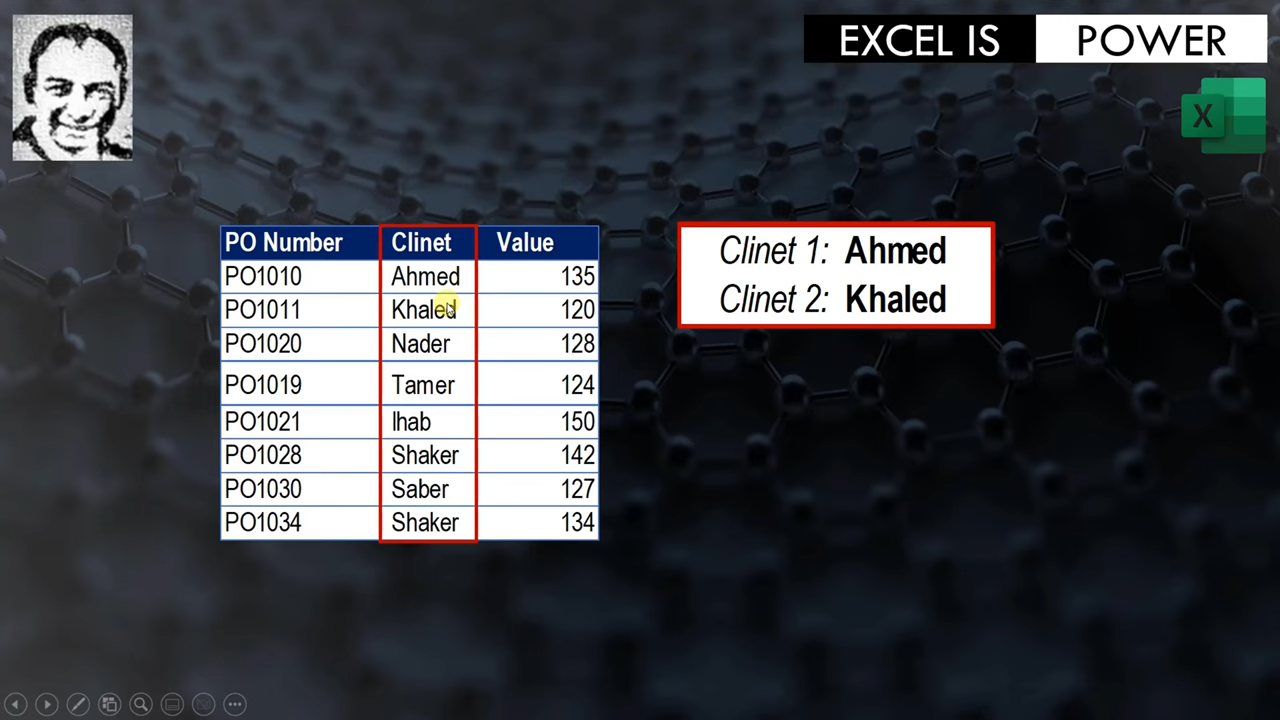 EXCEL IS POWER
X
PO Number Clinet Value
PO1010 Ahmed 135
PO1011 Khaled 120
PO1020 Nader 128
PO1019 Tamer 124
PO1021 Ihab 150
PO1028 Shaker 142
PO1030 Saber 127
PO1034 Shaker 134
Clinet 1: Ahmed
Clinet 2: Khaled